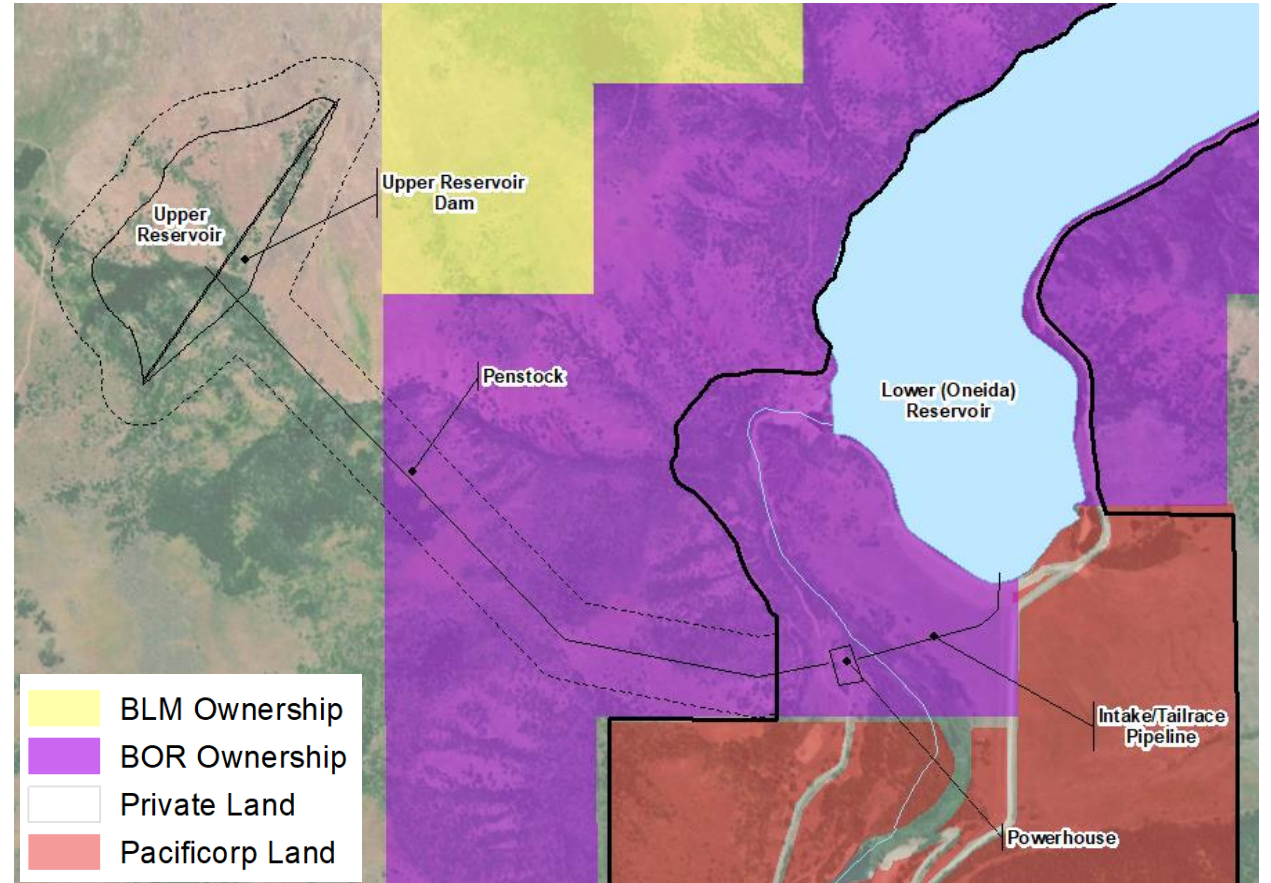 Upper Reservoir
Dam
Upper
Reservoir
Penstock
Lower (Oneida)
Reservoir
Intake/Tailrace
Pipeline
Powerhouse
BLM Ownership
BOR Ownership
Private Land
Pacificorp Land